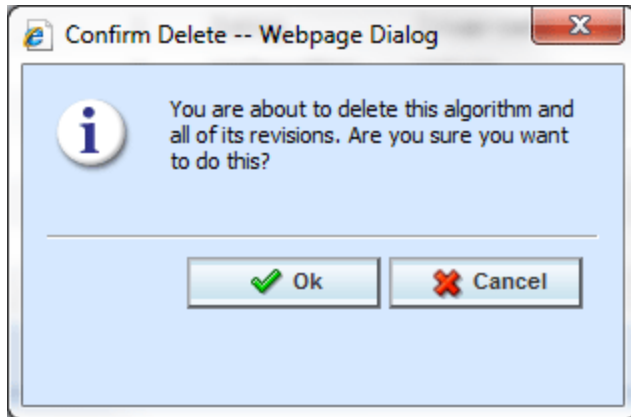 Confirm Delete -- Webpage Dialog
You are about to delete this algorithm and
all of its revisions. Are you sure you want
to do this?
Ok
Cancel